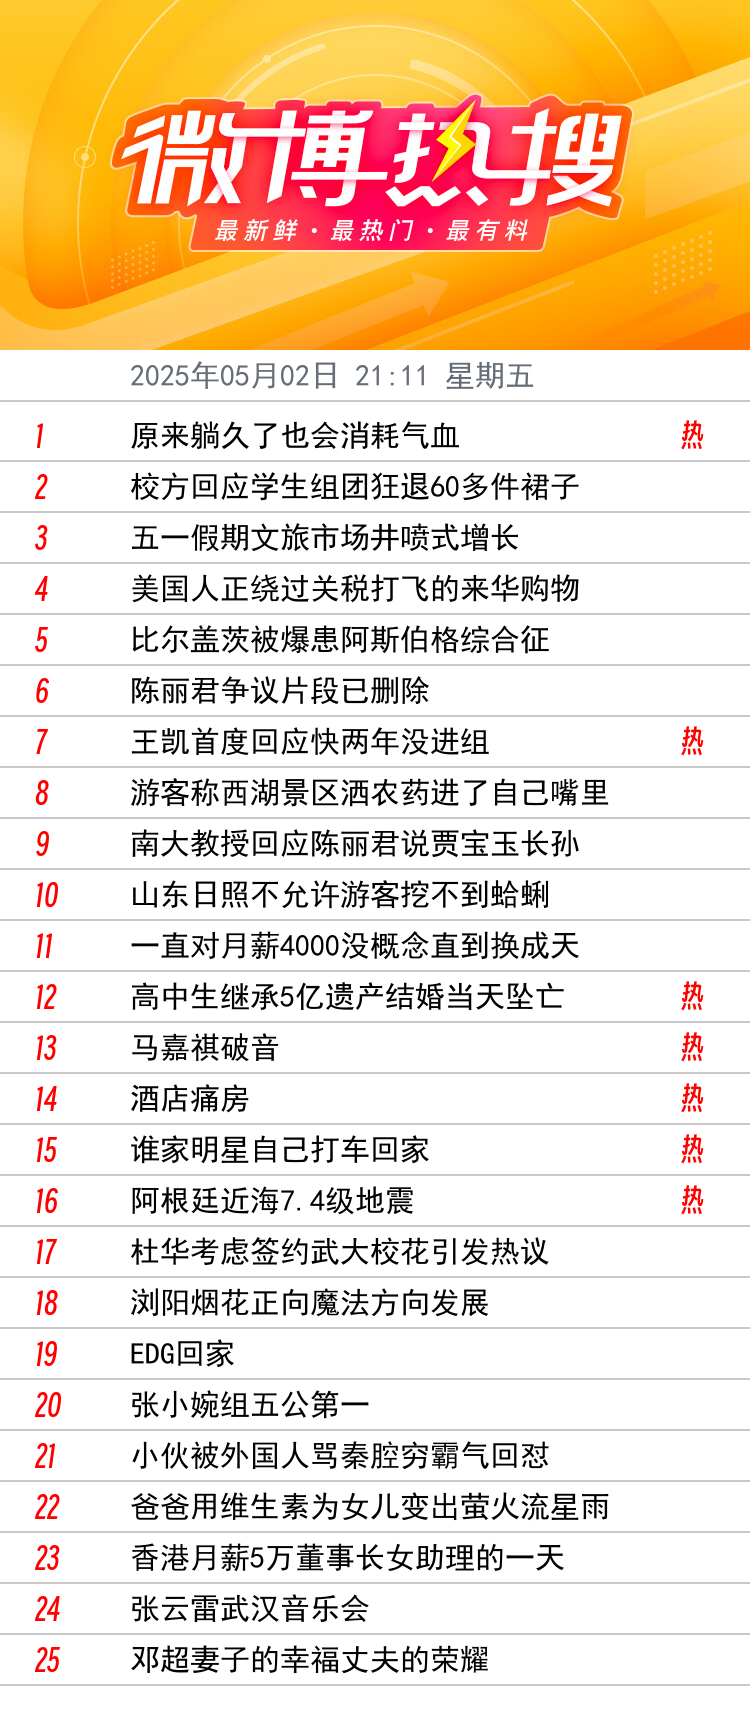 微博热搜
最新鲜·最热门·最有料
2025年05月02日 21:11 星期五
1 原来躺久了也会消耗气血 热
2 校方回应学生组团狂退60多件裙子
3 五一假期文旅市场井喷式增长
4 美国人正绕过关税打飞的来华购物
5 比尔盖茨被爆患阿斯伯格综合征
6 陈丽君争议片段已删除
7 王凯首度回应快两年没进组 热
8 游客称西湖景区洒农药进了自己嘴里
9 南大教授回应陈丽君说贾宝玉长孙
10 山东日照不允许游客挖不到蛤蜊
11 一直对月薪4000没概念直到换成天
12 高中生继承5亿遗产结婚当天坠亡 热
13 马嘉祺破音 热
14 酒店痛房 热
15 谁家明星自己打车回家 热
16 阿根廷近海7.4级地震 热
17 杜华考虑签约武大校花引发热议
18 浏阳烟花正向魔法方向发展
19 EDG回家
20 张小婉组五公第一
21 小伙被外国人骂秦腔穷霸气回怼
22 爸爸用维生素为女儿变出萤火流星雨
23 香港月薪5万董事长女助理的一天
24 张云雷武汉音乐会
25 邓超妻子的幸福丈夫的荣耀